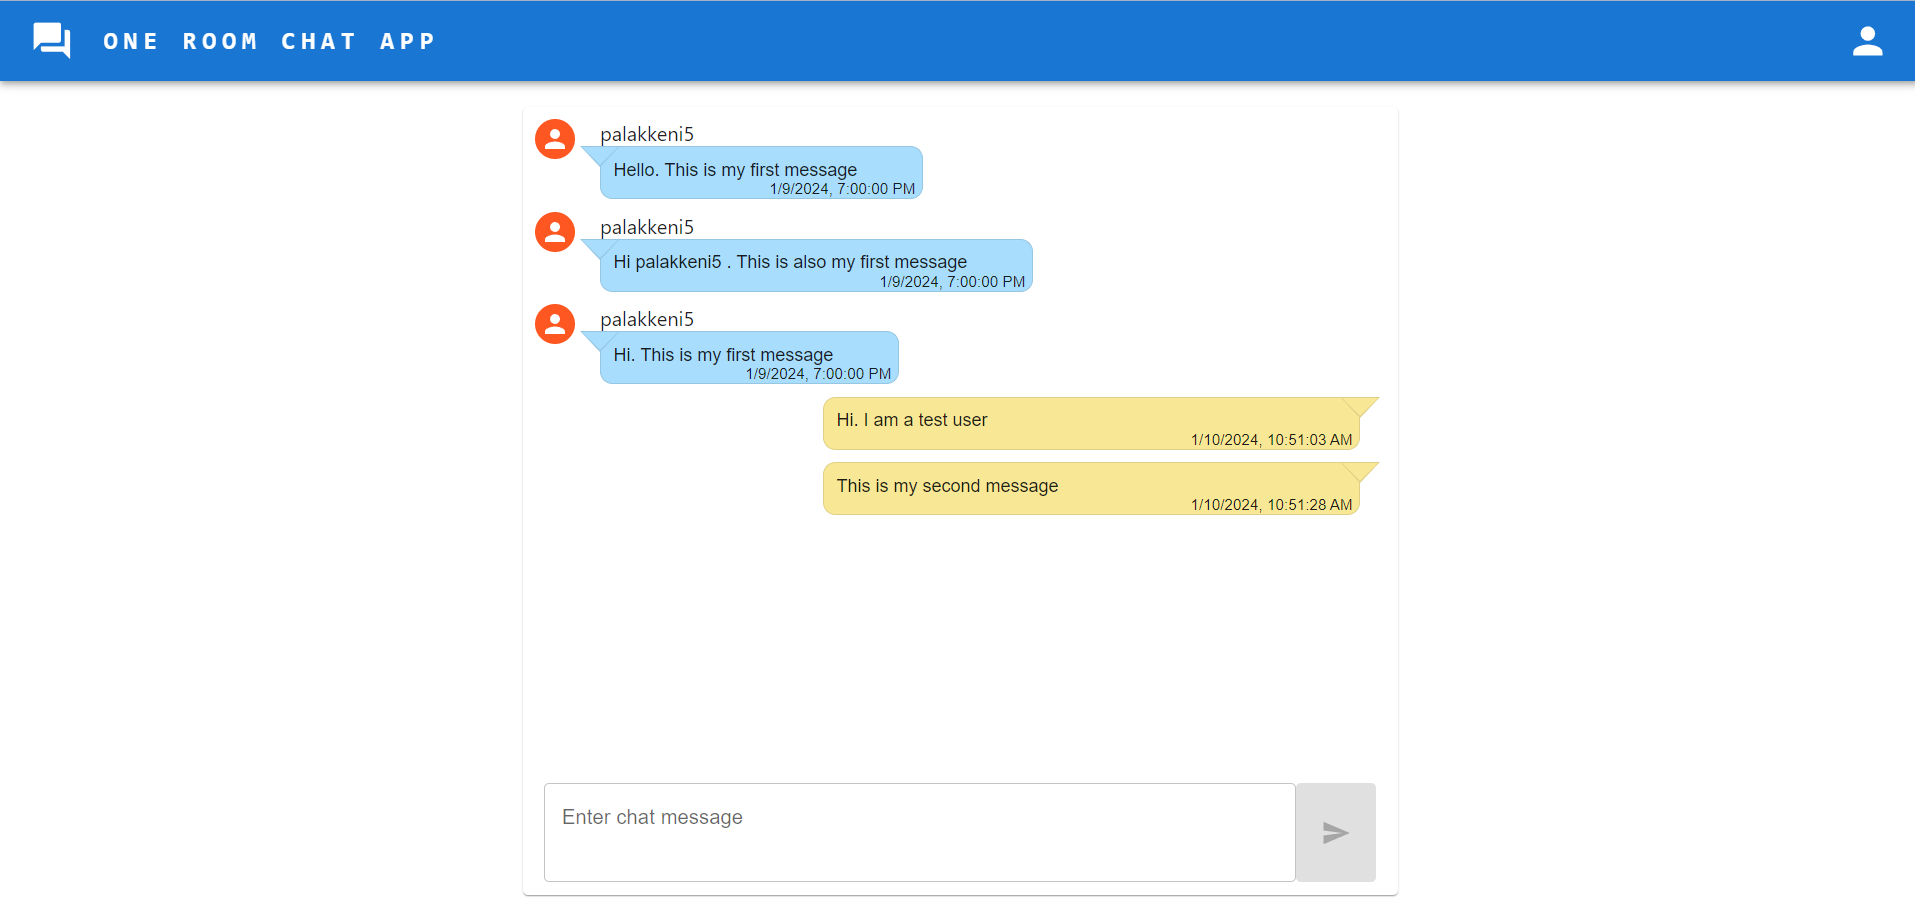 ONE ROOM CHAT APP
palakkeni5
Hello. This is my first message
1/9/2024, 7:00:00 PM
palakkeni5
Hi palakkeni5 . This is also my first message
1/9/2024, 7:00:00 PM
palakkeni5
Hi. This is my first message
1/9/2024, 7:00:00 PM
Hi. I am a test user
1/10/2024, 10:51:03 AM
This is my second message
1/10/2024, 10:51:28 AM
Enter chat message